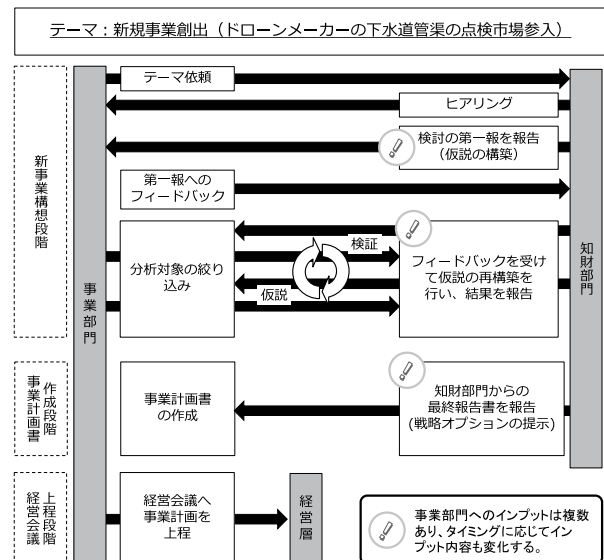 テーマ：新規事業創出（ドローンメーカーの下水道管渠の点検市場参入）
新事業構想段階
事業部門
知財部門
テーマ依頼
ヒアリング
検討の第一報を報告
（仮説の構築）
第一報への
フィードバック
分析対象の絞り
込み
検証
仮説
フィードバックを受け
て仮説の再構築を
行い、結果を報告
事業計画書
作成段階
事業計画書
の作成
知財部門からの
最終報告書を報告
(戦略オプションの提示)
経営会議
上程段階
経営会議へ
事業計画を
上程
経営層
事業部門へのインプットは複数
あり、タイミングに応じてイン
プット内容も変化する。